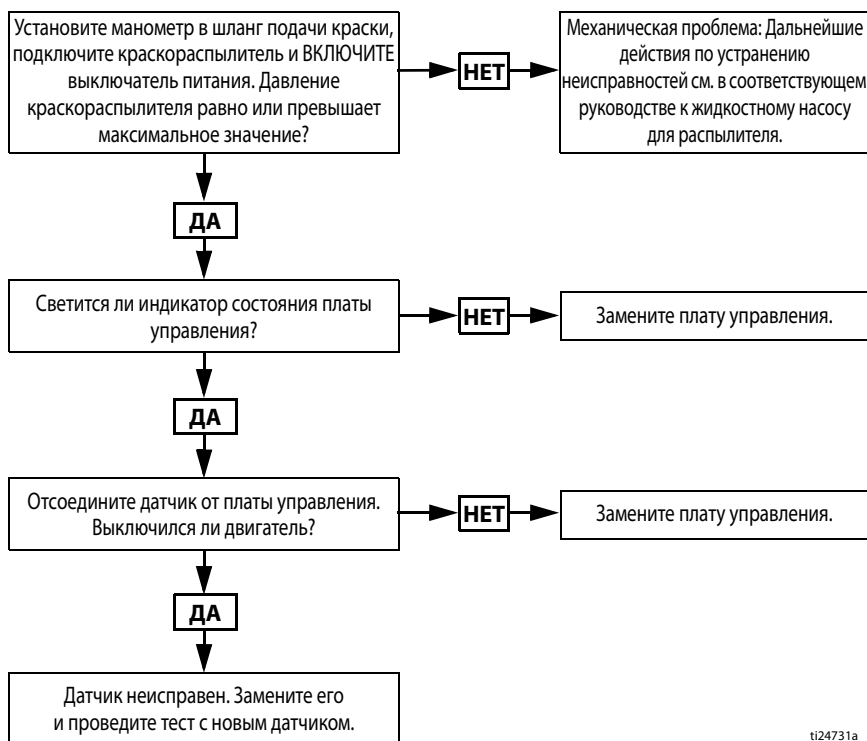 Установите манометр в шланг подачи краски,
подключите краскораспылитель и ВКЛЮЧИТЕ
выключатель питания. Давление
краскораспылителя равно или превышает
максимальное значение?
НЕТ
Механическая проблема: Дальнейшие
действия по устранению
неисправностей см. в соответствующем
руководстве к жидкостному насосу
для распылителя.
ДА
Светится ли индикатор состояния платы
управления?
НЕТ
Замените плату управления.
ДА
Отсоедините датчик от платы управления.
Выключился ли двигатель?
НЕТ
Замените плату управления.
ДА
Датчик неисправен. Замените его
и проведите тест с новым датчиком.
ti24731a